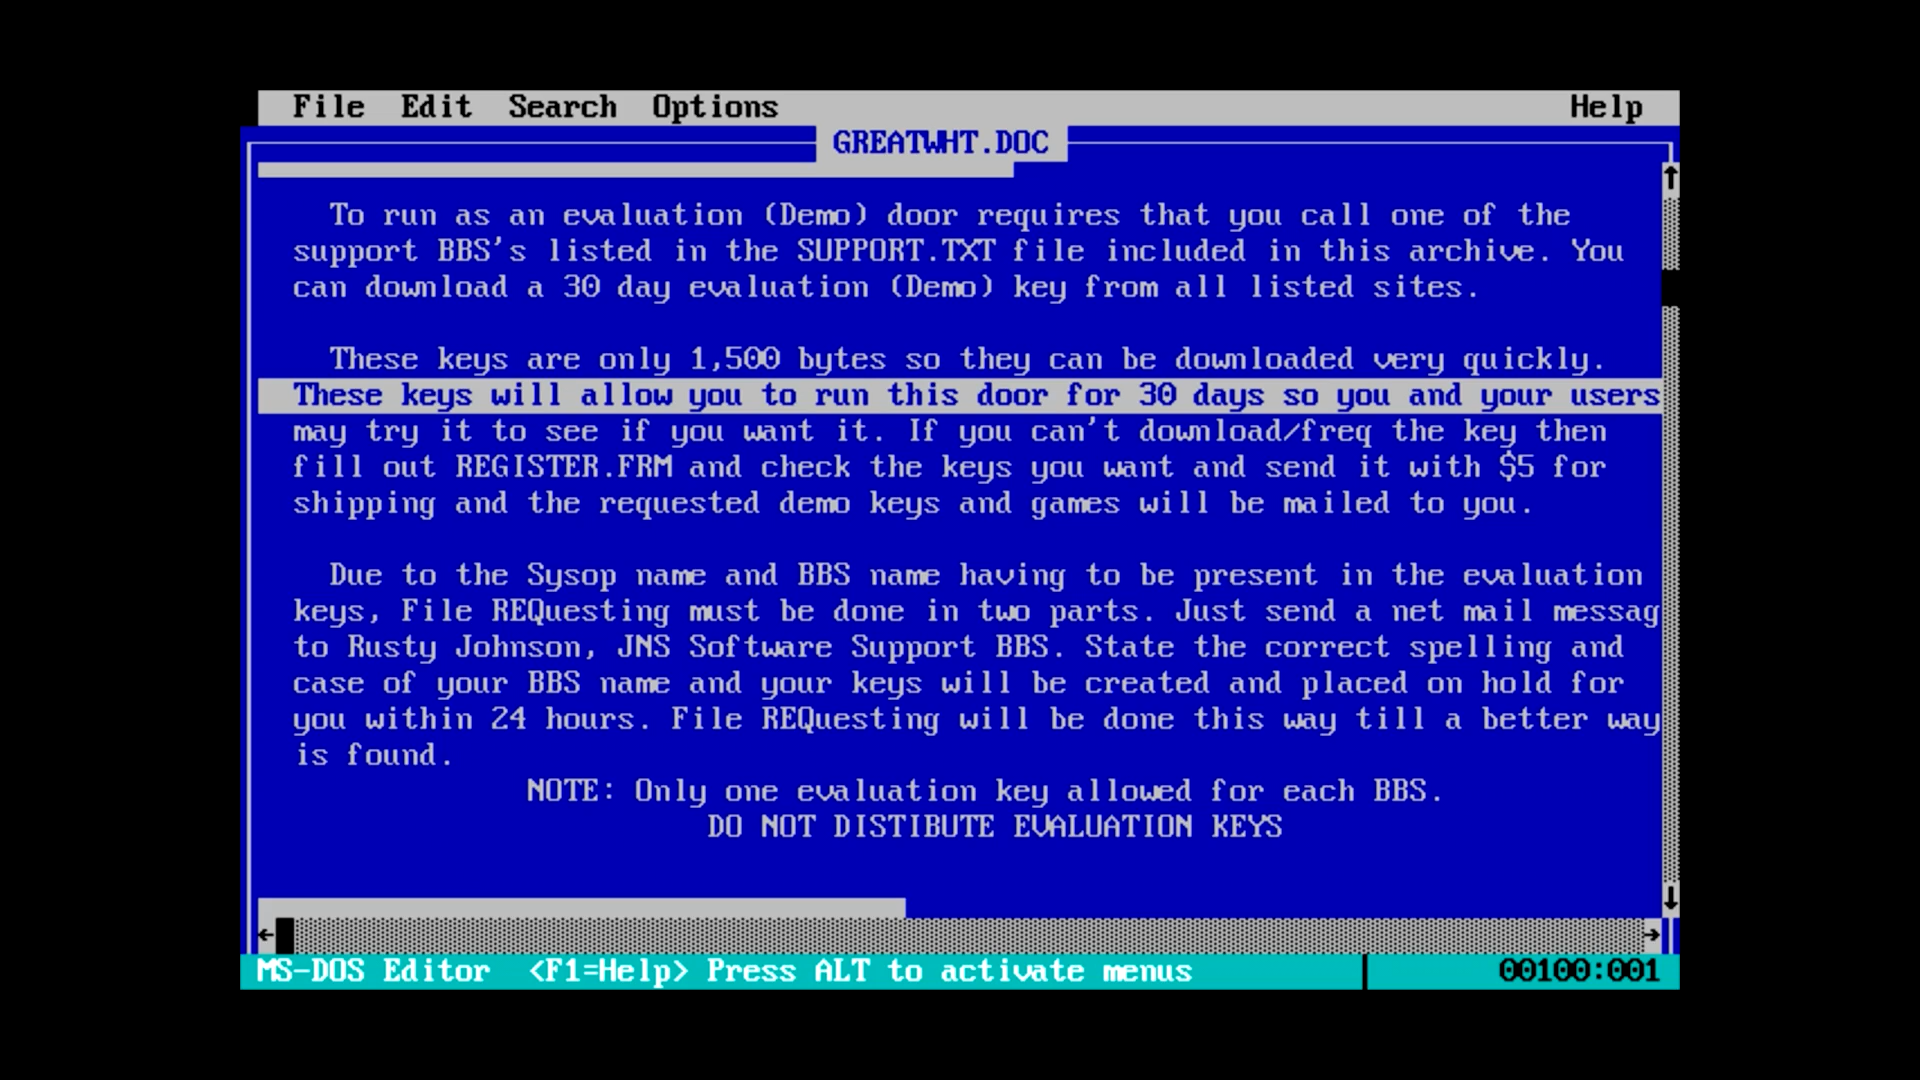 File Edit Search Options Help
GREATWHT.DOC
To run as an evaluation (Demo) door requires that you call one of the
support BBS's listed in the SUPPORT.TXT file included in this archive. You
can download a 30 day evaluation (Demo) key from all listed sites.
These keys are only 1,500 bytes so they can be downloaded very quickly.
These keys will allow you to run this door for 30 days so you and your users
may try it to see if you want it. If you can't download/freq the key then
fill out REGISTER.FRM and check the keys you want and send it with $5 for
shipping and the requested demo keys and games will be mailed to you.
Due to the Sysop name and BBS name having to be present in the evaluation
keys, File REQuesting must be done in two parts. Just send a net mail messag
to Rusty Johnson, JNS Software Support BBS. State the correct spelling and
case of your BBS name and your keys will be created and placed on hold for
you within 24 hours. File REQuesting will be done this way till a better way
is found.
NOTE: Only one evaluation key allowed for each BBS.
DO NOT DISTIBUTE EVALUATION KEYS
MS-DOS Editor <F1=Help> Press ALT to activate menus 00100:001